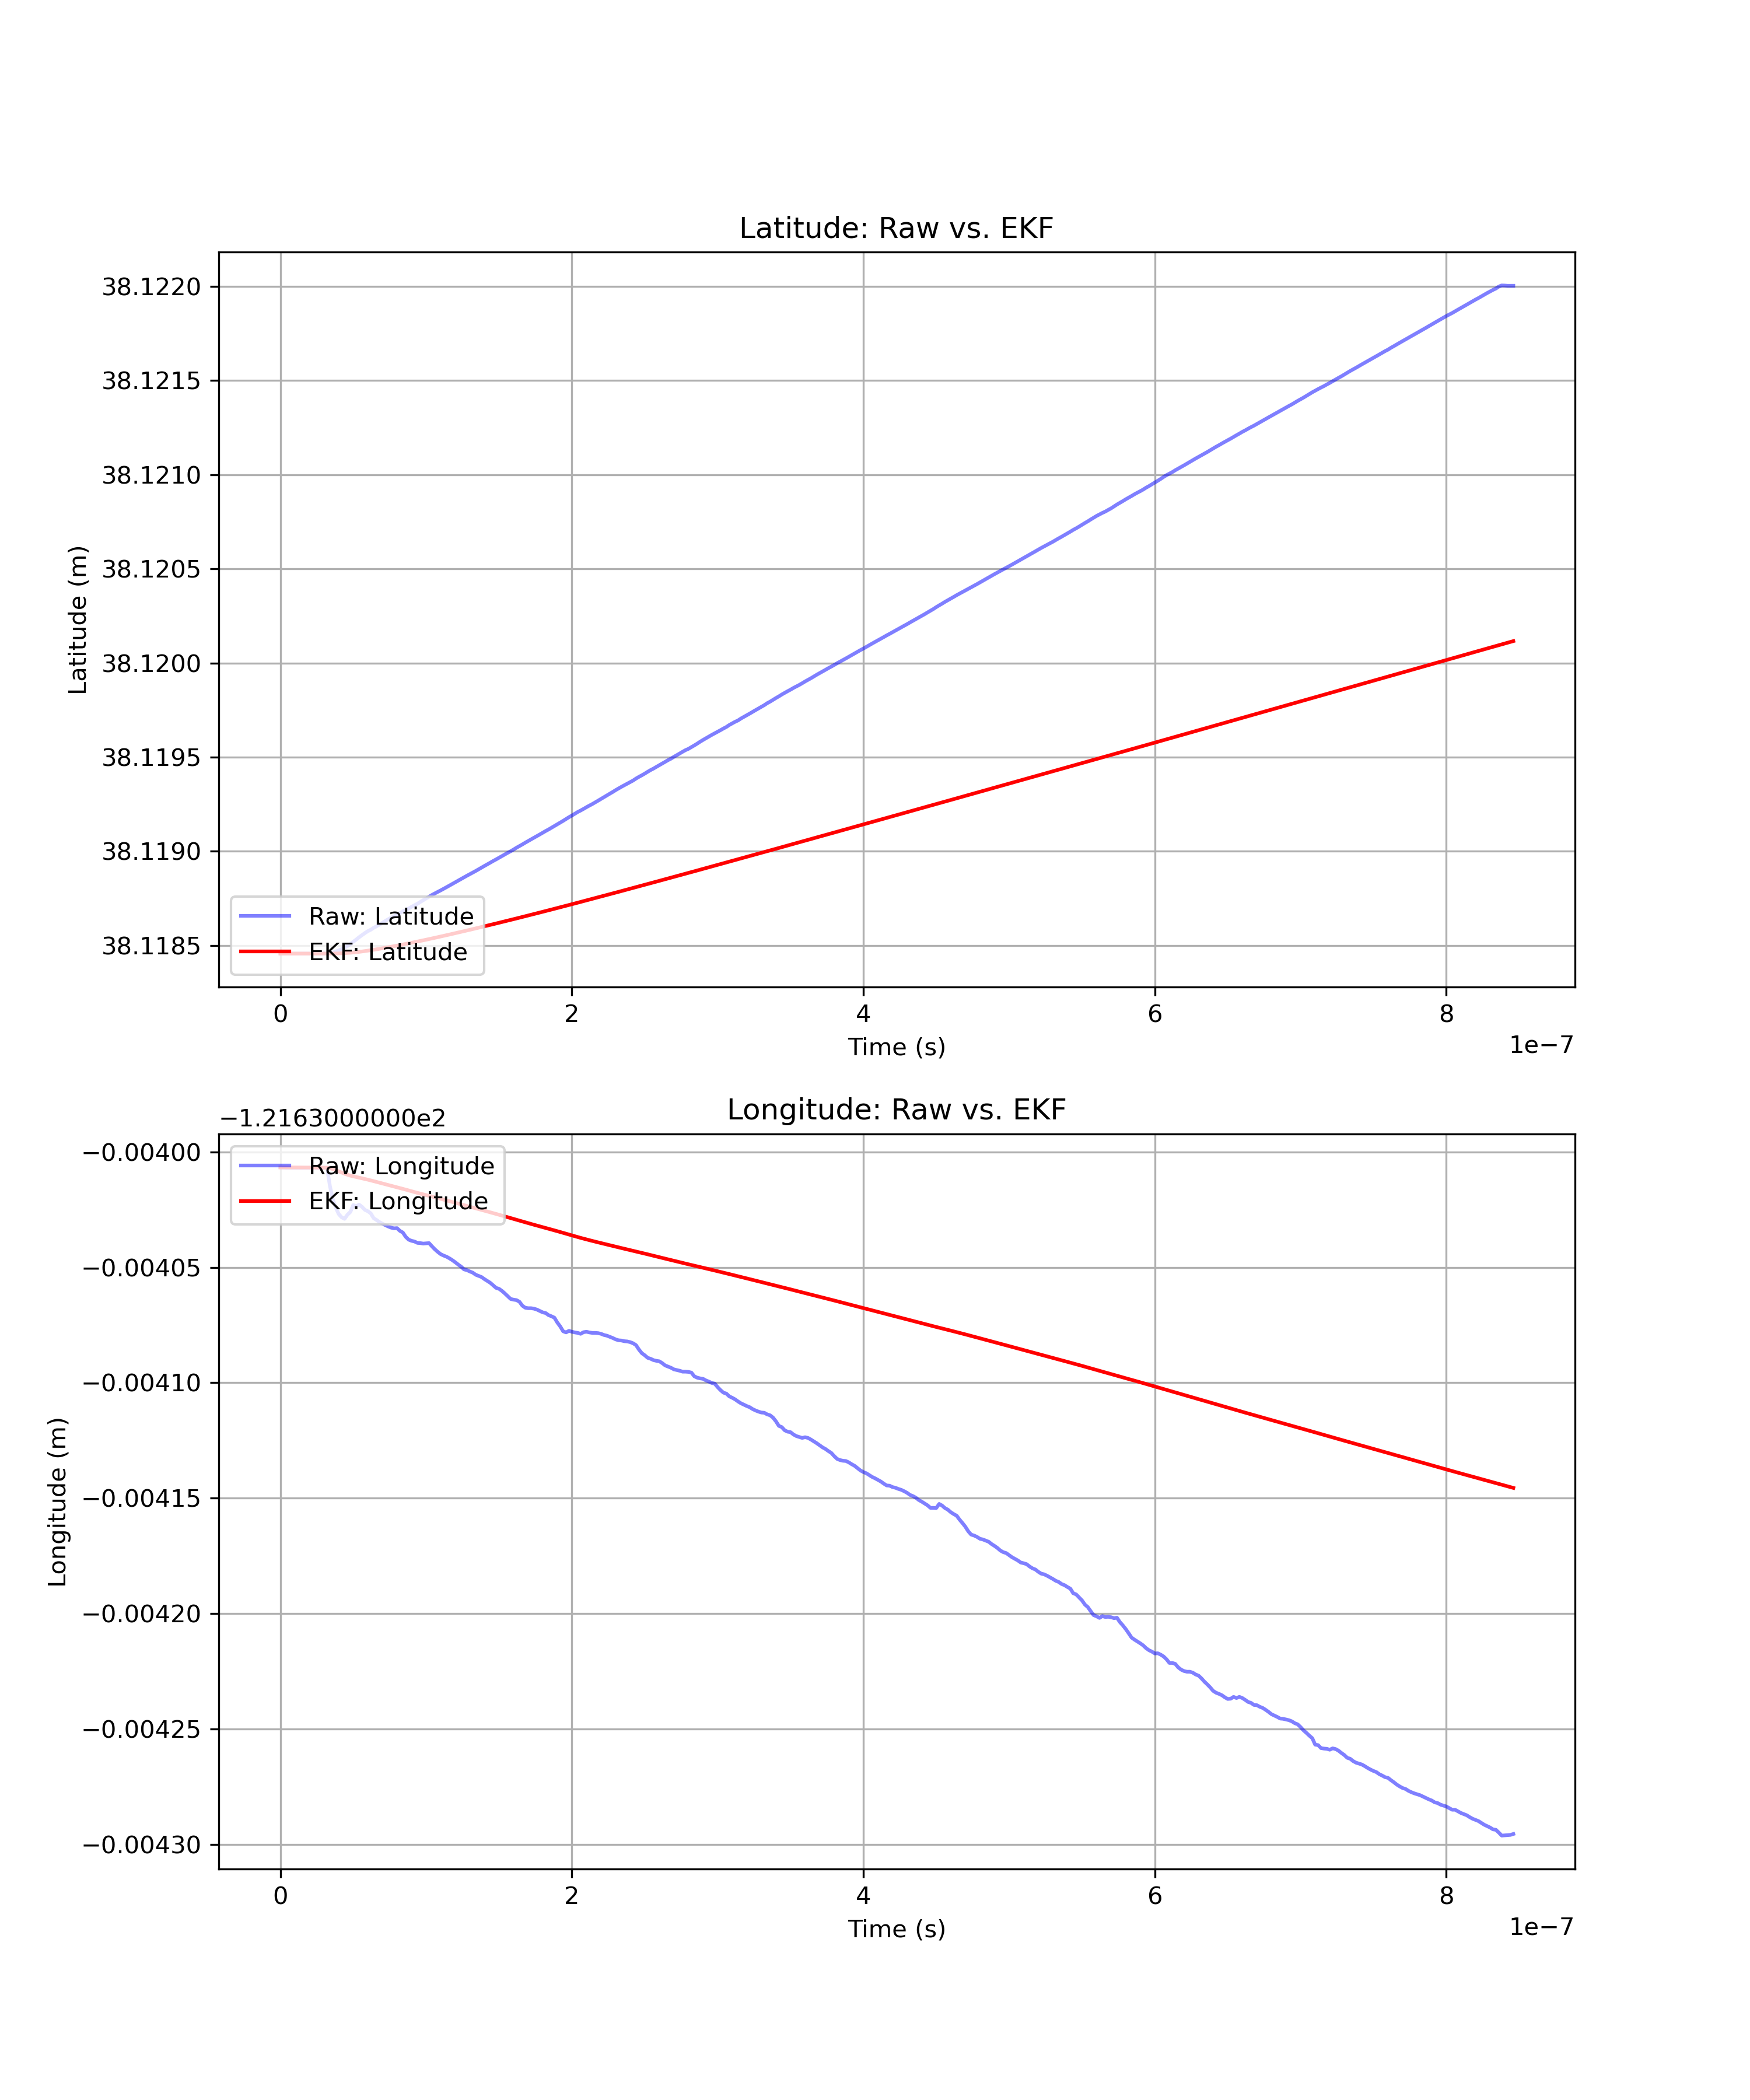 Latitude: Raw vs. EKF
38.1220
38.1215
38.1210
38.1205
38.1200
38.1195
38.1190
38.1185
Latitude (m)
Raw: Latitude
EKF: Latitude
0 2 4 6 8
Time (s)
1e−7
Longitude: Raw vs. EKF
−1.2163000000e2
−0.00400
−0.00405
−0.00410
−0.00415
−0.00420
−0.00425
−0.00430
Longitude (m)
Raw: Longitude
EKF: Longitude
0 2 4 6 8
Time (s)
1e−7